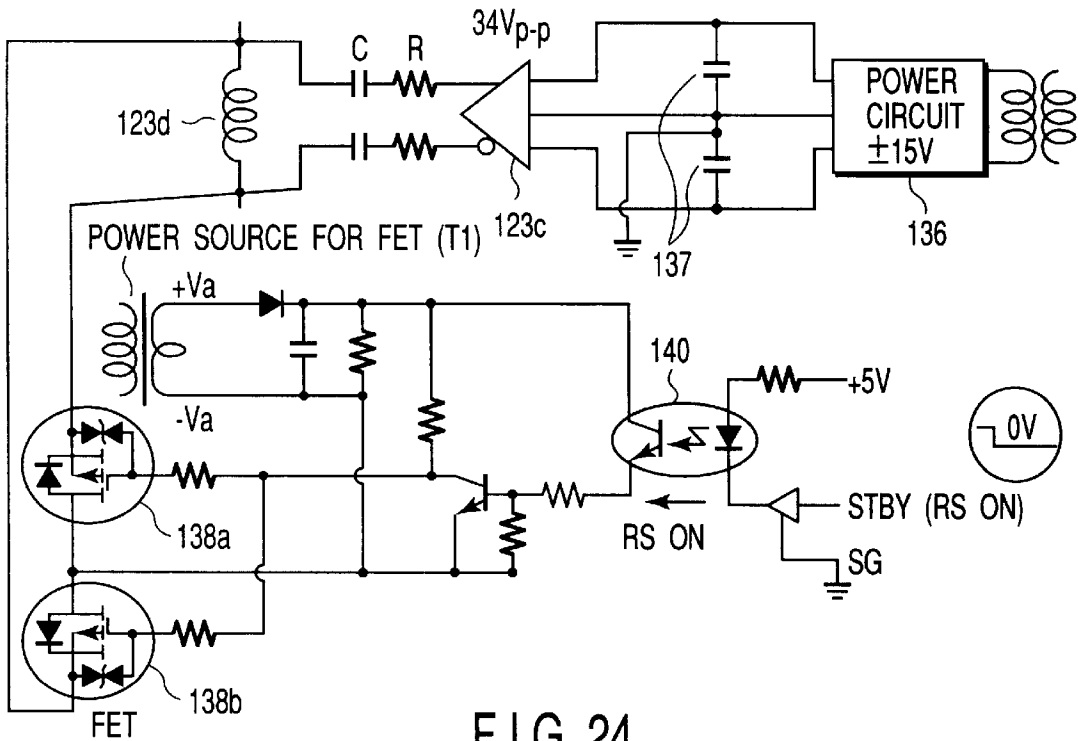 34Vp-p
C R
POWER
CIRCUIT
±15V
123d
123c
137
136
POWER SOURCE FOR FET (T1)
+Va
-Va
140
+5V
0V
138a
RS ON
STBY (RS ON)
SG
138b
FET
FIG. 24